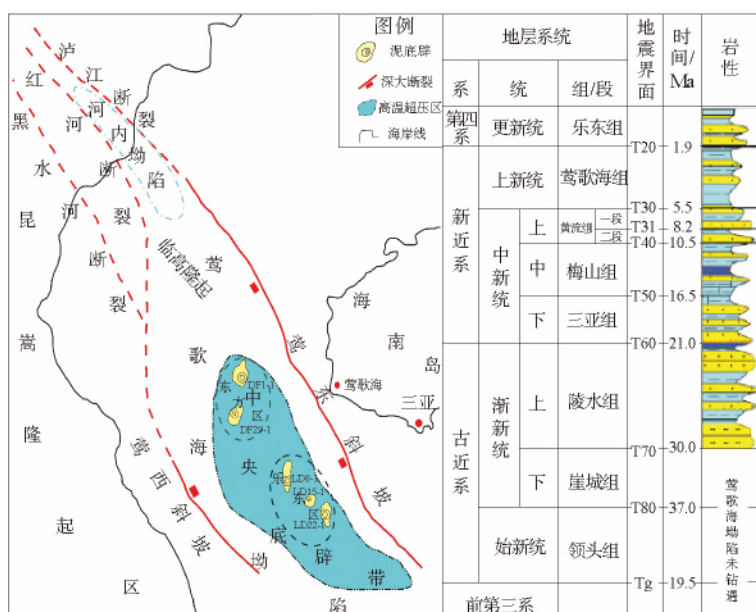 图例
泥底辟
深大断裂
高温超压区
海岸线
泸江断裂
红河断裂
黑水河断裂
河内坳陷
昆嵩隆起区
临高隆起
莺歌海坳陷
莺东斜坡
莺西斜坡
中央底辟带
东方区
DF1-1
DF29-1
乐东区
LD8-1
LD15-1
LD22-1
海南岛
莺歌海
三亚
地层系统
地震界面
时间/Ma
岩性
系
统
组/段
第四系
更新统
乐东组
T20
1.9
新近系
上新统
莺歌海组
T30
5.5
中新统
上
黄流组
一段
T31
8.2
二段
T40
10.5
中
梅山组
T50
16.5
下
三亚组
T60
21.0
古近系
渐新统
上
陵水组
T70
30.0
下
崖城组
T80
37.0
始新统
领头组
莺歌海坳陷未钻遇
Tg
19.5
前第三系